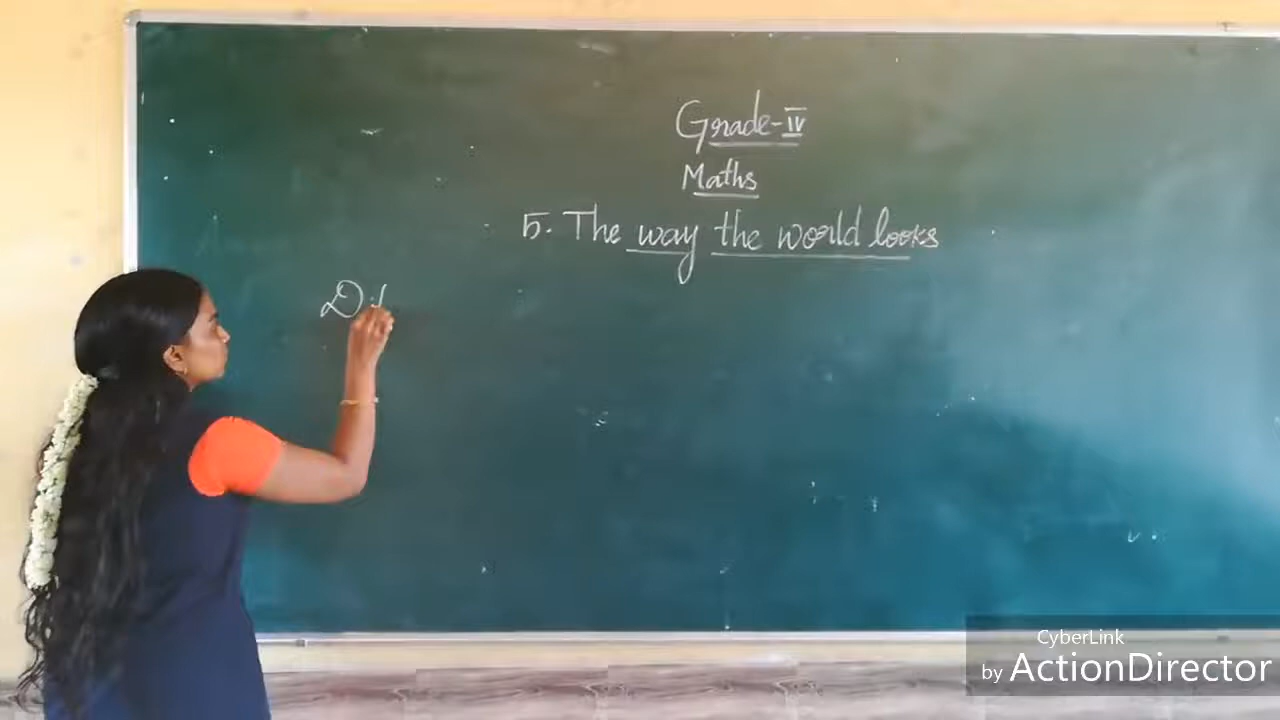 Grade-IV
Maths
5. The way the world looks
CyberLink
by ActionDirector